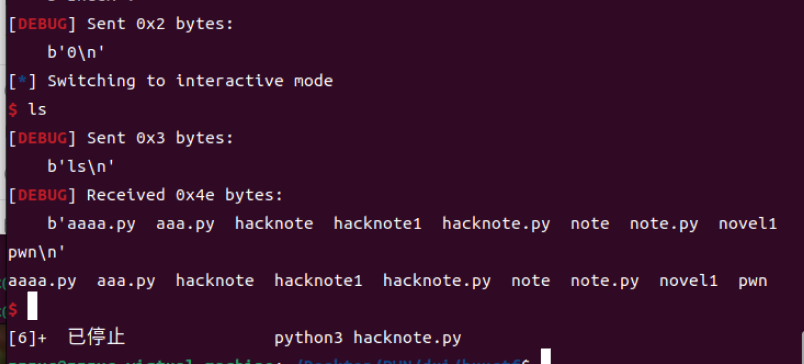 [DEBUG] Sent 0x2 bytes:
b'0\n'
[*] Switching to interactive mode
$ ls
[DEBUG] Sent 0x3 bytes:
b'ls\n'
[DEBUG] Received 0x4e bytes:
b'aaaa.py  aaa.py  hacknote  hacknote1  hacknote.py  note  note.py  novel1
pwn\n'
aaaa.py  aaa.py  hacknote  hacknote1  hacknote.py  note  note.py  novel1  pwn
$
[6]+  已停止                  python3 hacknote.py